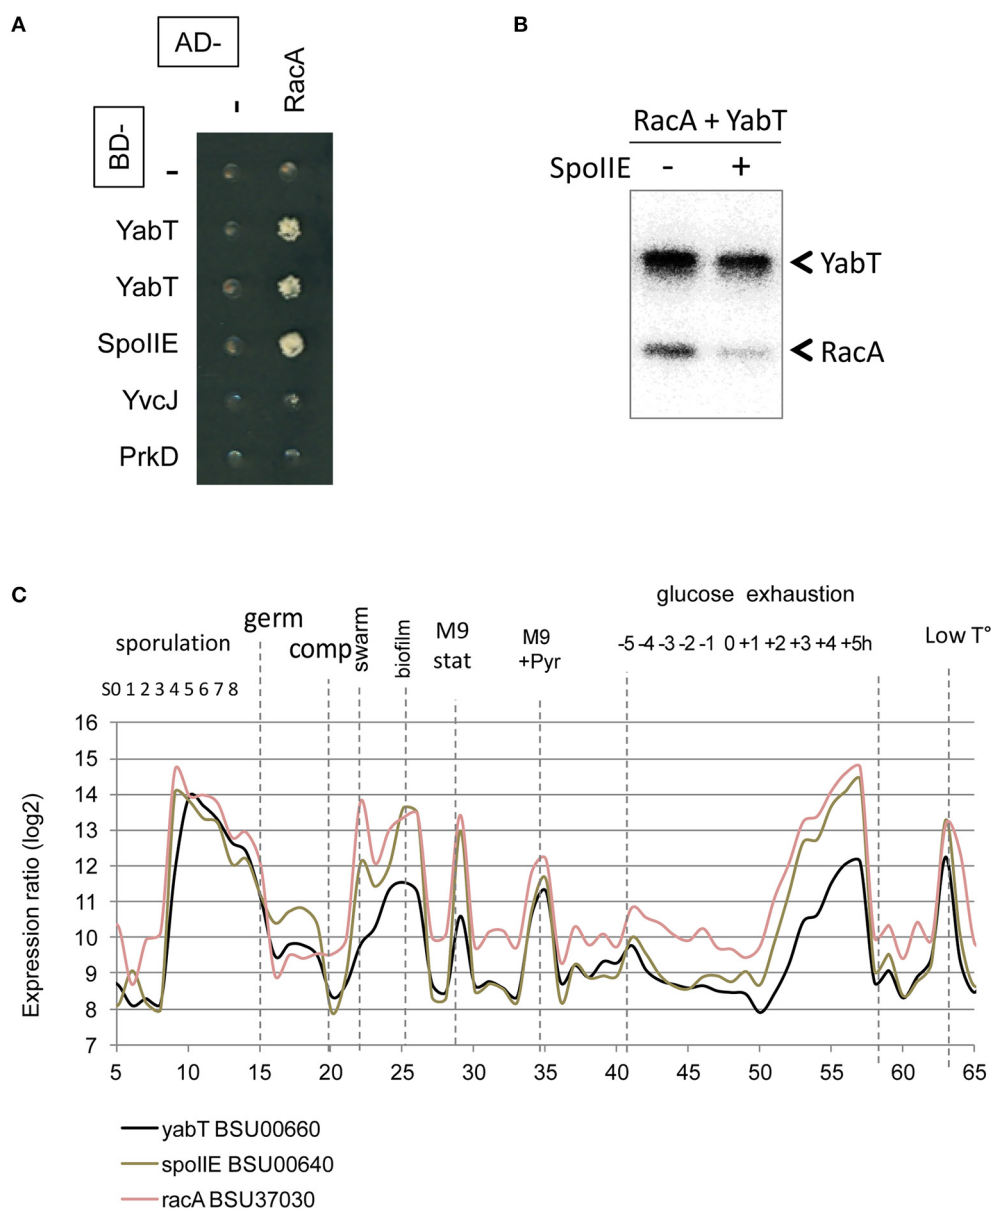 A
AD-
BD-
-
RacA
-
YabT
YabT
SpoIIE
YvcJ
PrkD
B
RacA + YabT
SpoIIE - +
YabT
RacA
C
glucose exhaustion
sporulation
germ
comp
swarm
biofilm
M9
stat
M9
+Pyr
-5 -4 -3 -2 -1 0 +1 +2 +3 +4 +5h
Low T°
S0 1 2 3 4 5 6 7 8
Expression ratio (log2)
16
15
14
13
12
11
10
9
8
7
5 10 15 20 25 30 35 40 45 50 55 60 65
yabT BSU00660
spoIIE BSU00640
racA BSU37030